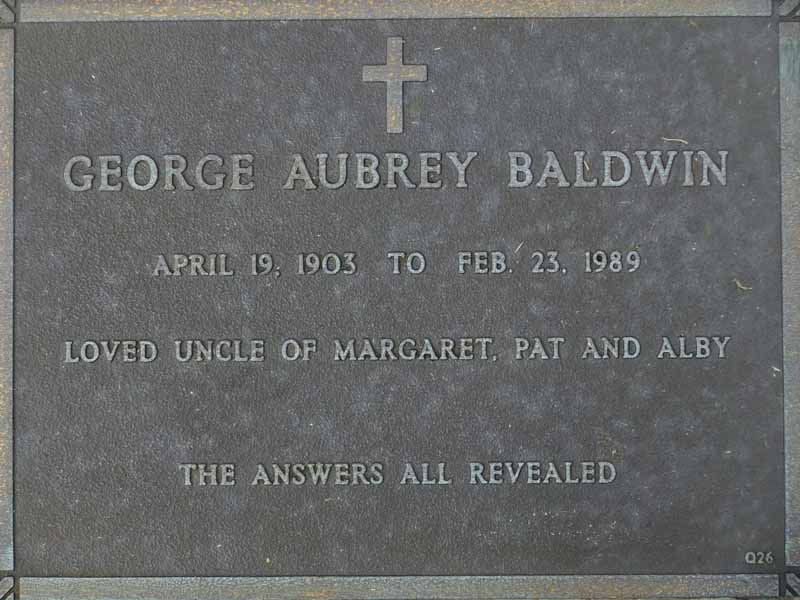 GEORGE AUBREY BALDWIN
APRIL 19, 1903 TO FEB. 23, 1989
LOVED UNCLE OF MARGARET, PAT AND ALBY
THE ANSWERS ALL REVEALED
Q26